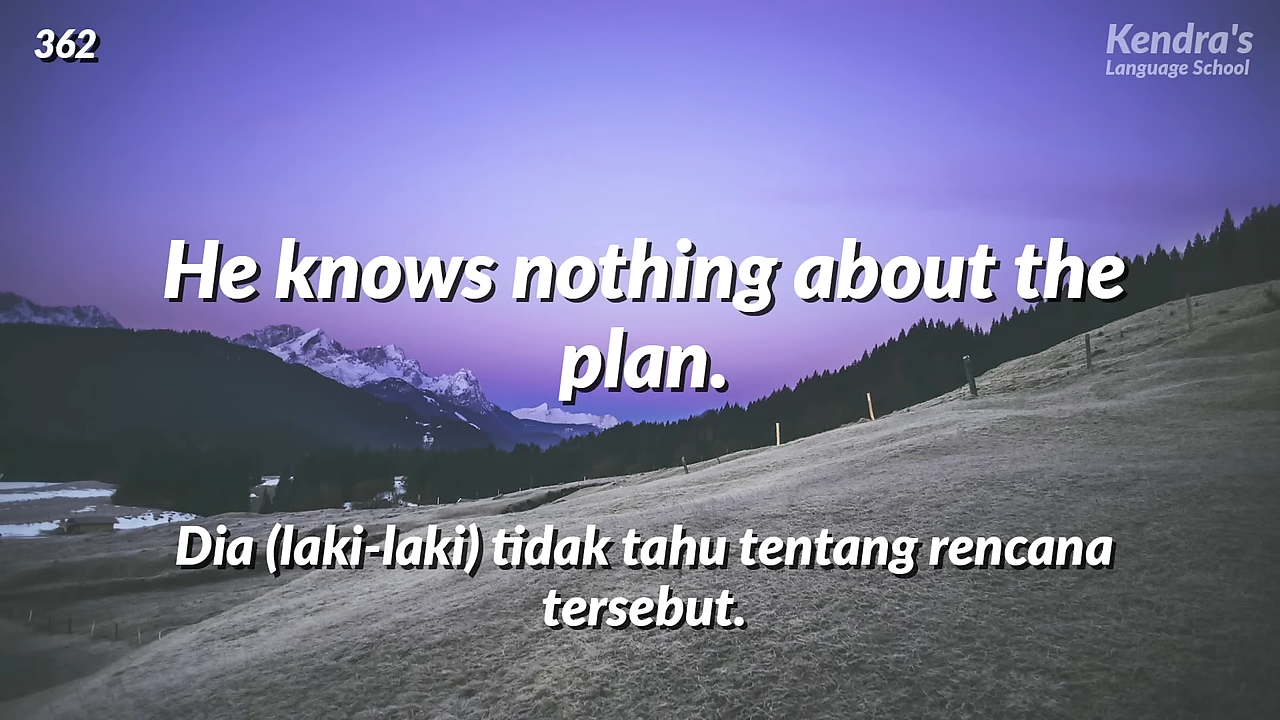 362
Kendra's
Language School
He knows nothing about the
plan.
Dia (laki-laki) tidak tahu tentang rencana
tersebut.